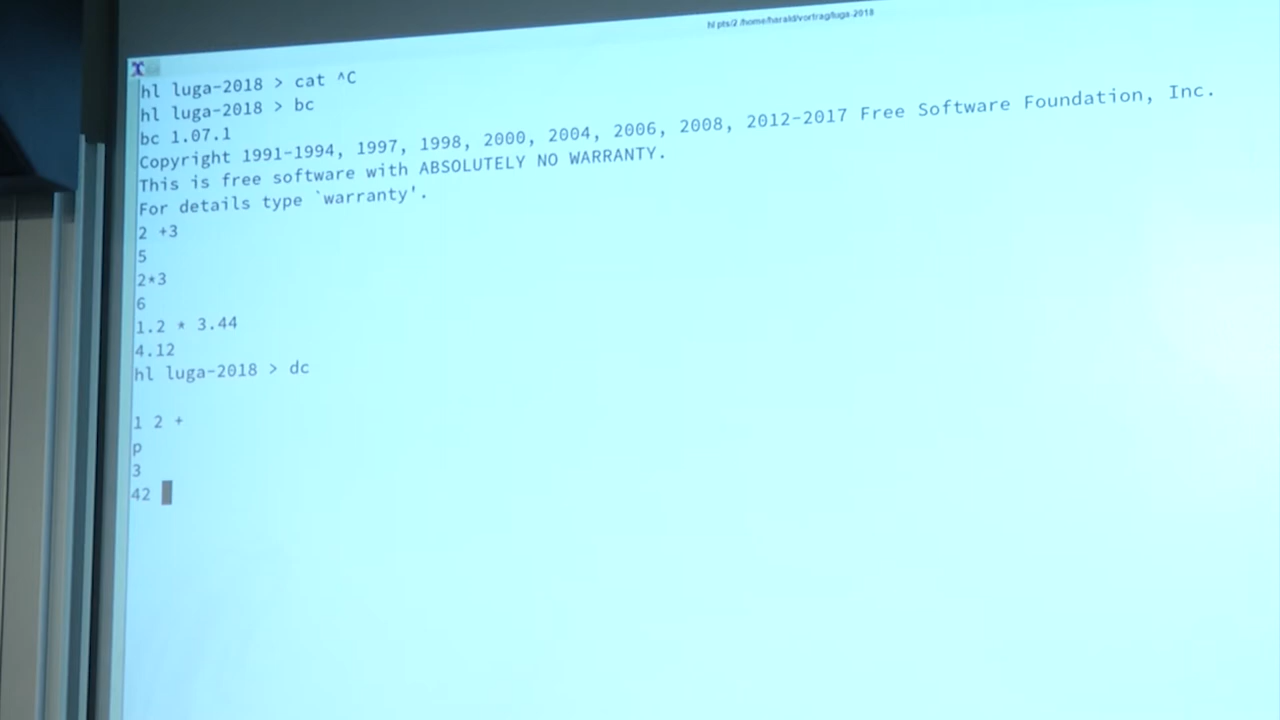 hl pts/2 /home/harald/vortrag/luga-2018
hl luga-2018 > cat ^C
hl luga-2018 > bc
bc 1.07.1
Copyright 1991-1994, 1997, 1998, 2000, 2004, 2006, 2008, 2012-2017 Free Software Foundation, Inc.
This is free software with ABSOLUTELY NO WARRANTY.
For details type `warranty'.
2 +3
5
2*3
6
1.2 * 3.44
4.12
hl luga-2018 > dc
1 2 +
p
3
42